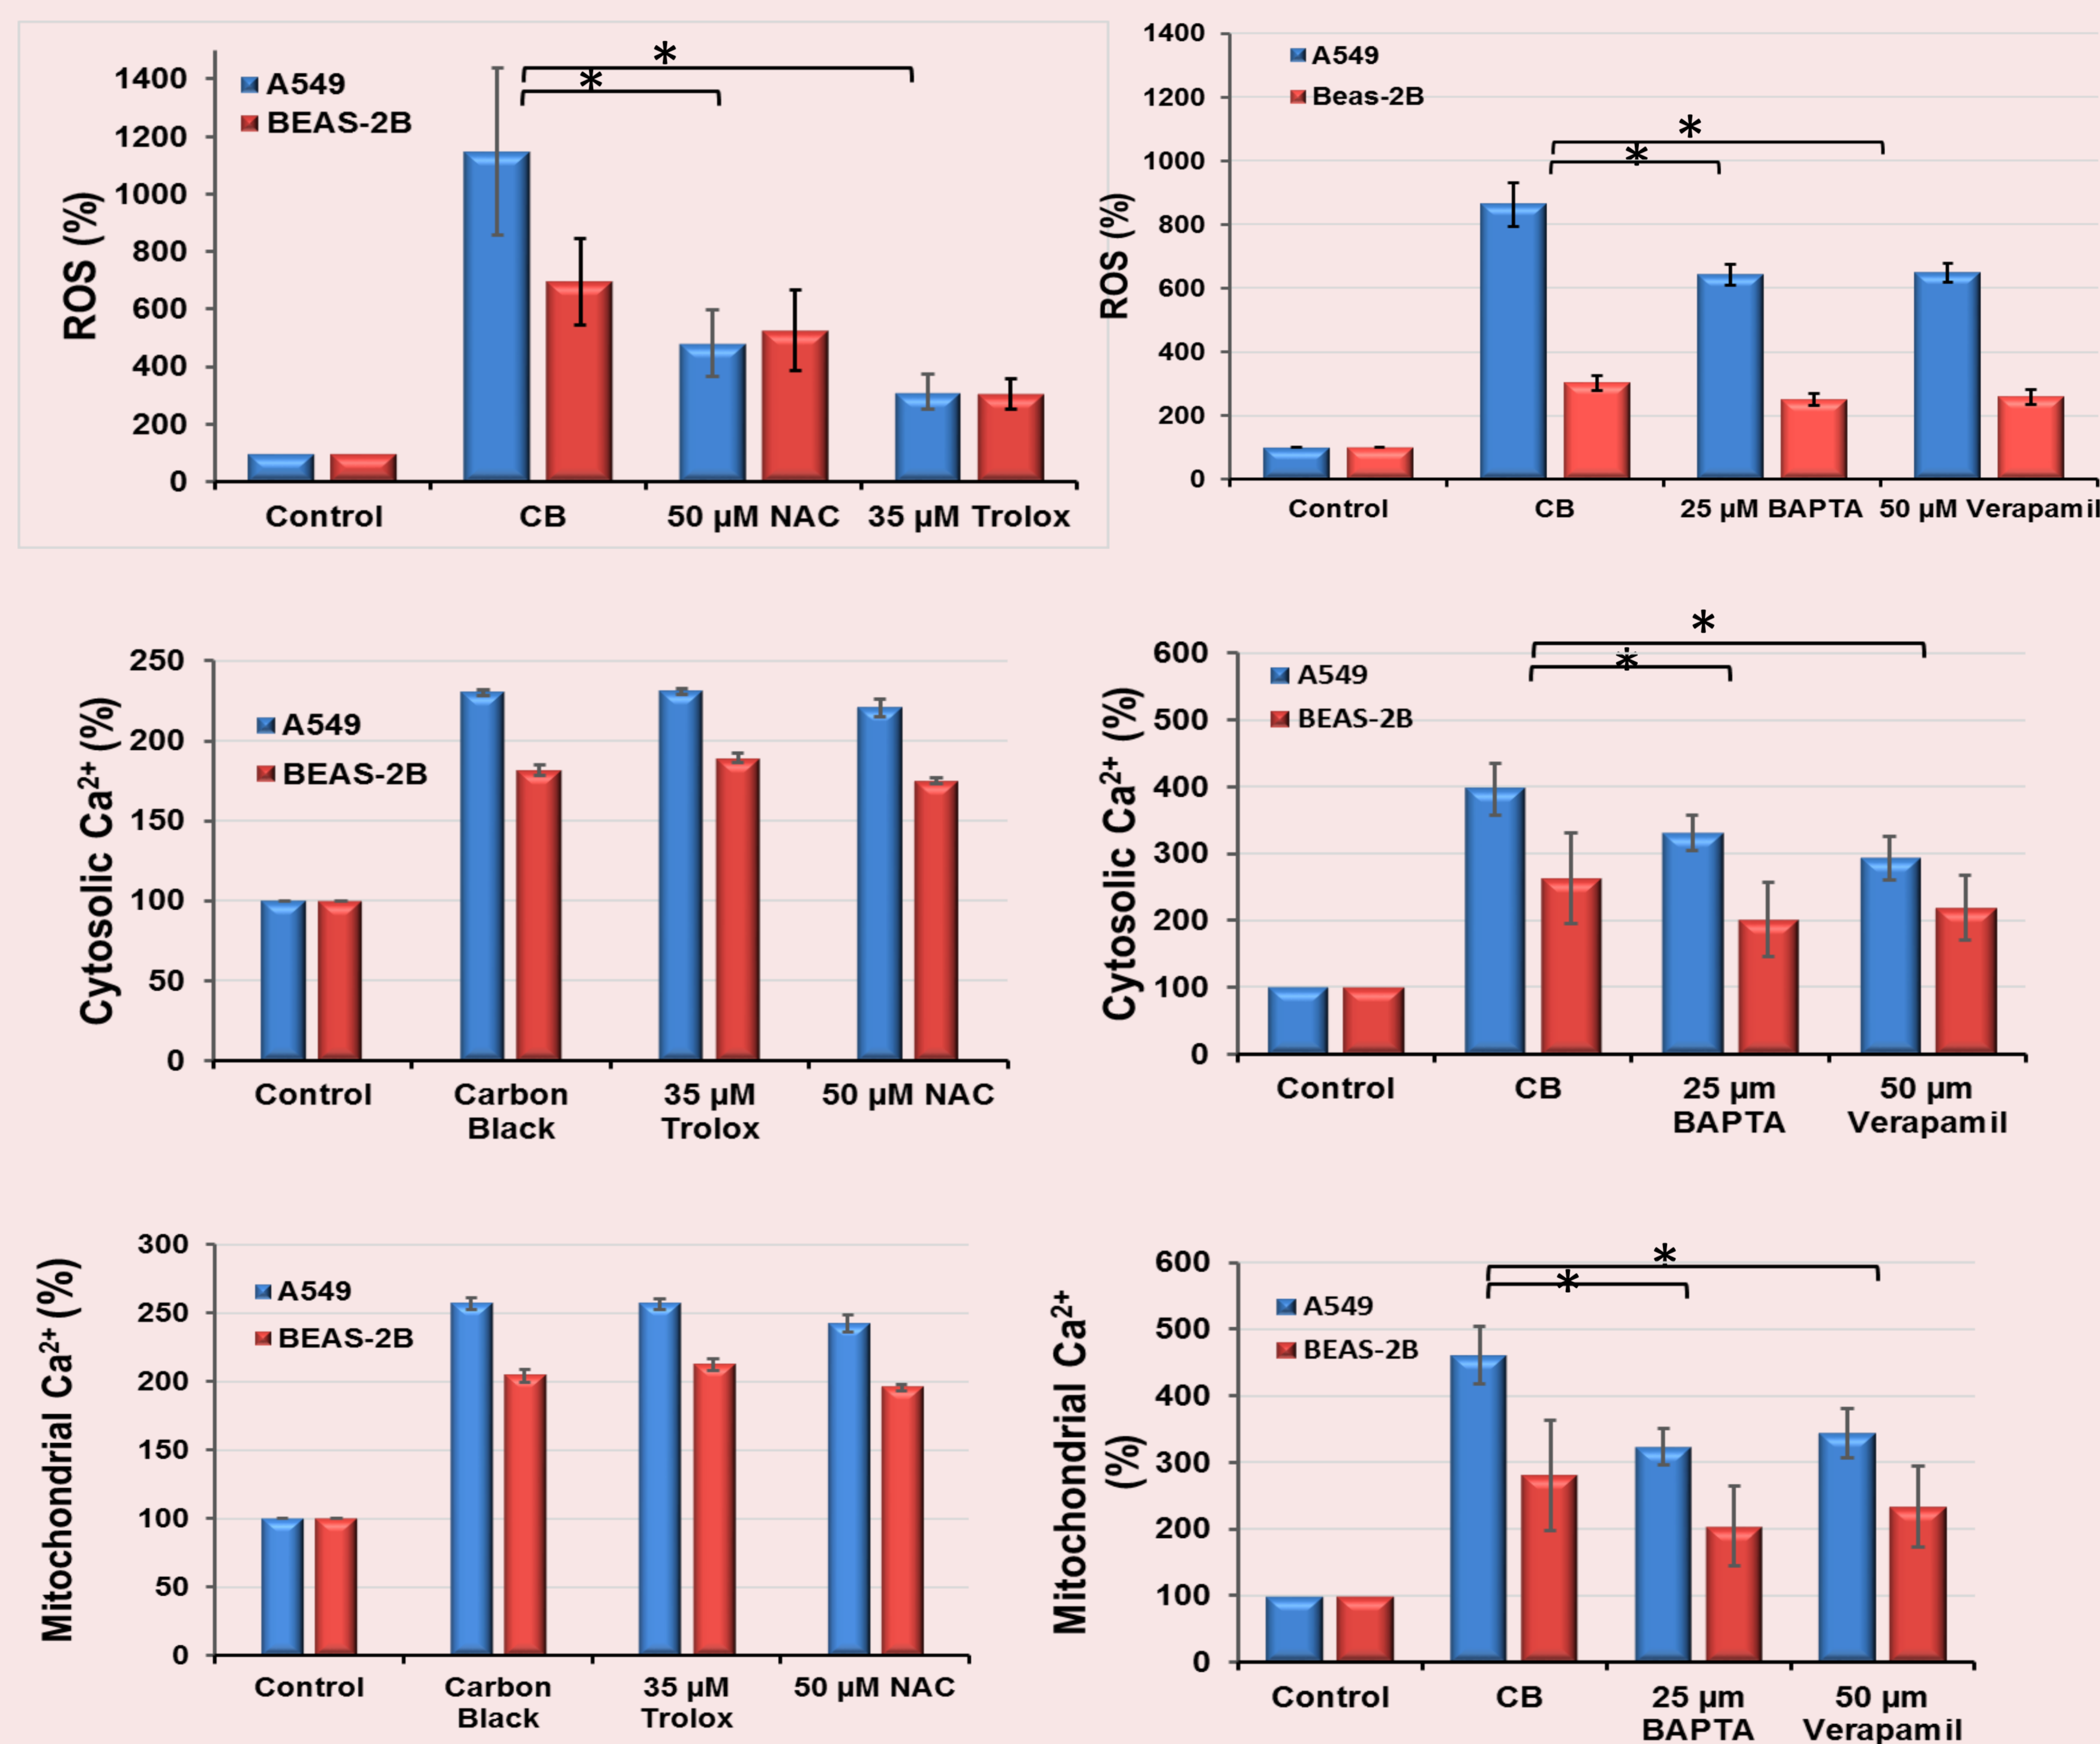 ROS (%)
1400
1200
1000
800
600
400
200
0
A549
BEAS-2B
*
*
Control
CB
50 µM NAC
35 µM Trolox
ROS (%)
1400
1200
1000
800
600
400
200
0
A549
Beas-2B
*
*
Control
CB
25 µM BAPTA
50 µM Verapamil
Cytosolic Ca²⁺ (%)
250
200
150
100
50
0
A549
BEAS-2B
Control
Carbon
Black
35 µM
Trolox
50 µM NAC
Cytosolic Ca²⁺ (%)
600
500
400
300
200
100
0
A549
BEAS-2B
*
*
Control
CB
25 µm
BAPTA
50 µm
Verapamil
Mitochondrial Ca²⁺ (%)
300
250
200
150
100
50
0
A549
BEAS-2B
Control
Carbon
Black
35 µM
Trolox
50 µM NAC
Mitochondrial Ca²⁺
(%)
600
500
400
300
200
100
0
A549
BEAS-2B
*
*
Control
CB
25 µm
BAPTA
50 µm
Verapamil